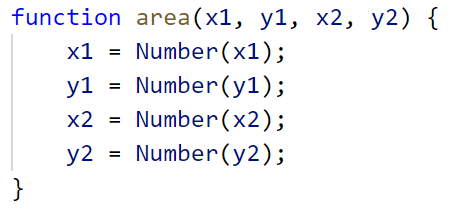 function area(x1, y1, x2, y2) {
    x1 = Number(x1);
    y1 = Number(y1);
    x2 = Number(x2);
    y2 = Number(y2);
}